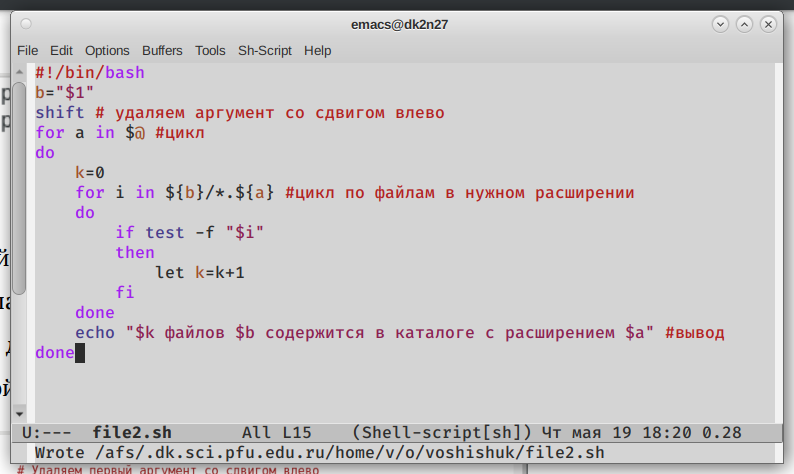 emacs@dk2n27
File Edit Options Buffers Tools Sh-Script Help
#!/bin/bash
b="$1"
shift # удаляем аргумент со сдвигом влево
for a in $@ #цикл
do
    k=0
    for i in ${b}/*.${a} #цикл по файлам в нужном расширении
    do
        if test -f "$i"
        then
            let k=k+1
        fi
    done
    echo "$k файлов $b содержится в каталоге с расширением $a" #вывод
done
U:--- file2.sh All L15 (Shell-script[sh]) Чт мая 19 18:20 0.28
Wrote /afs/.dk.sci.pfu.edu.ru/home/v/o/voshishuk/file2.sh
# Удаляем первый аргумент со сдвигом влево